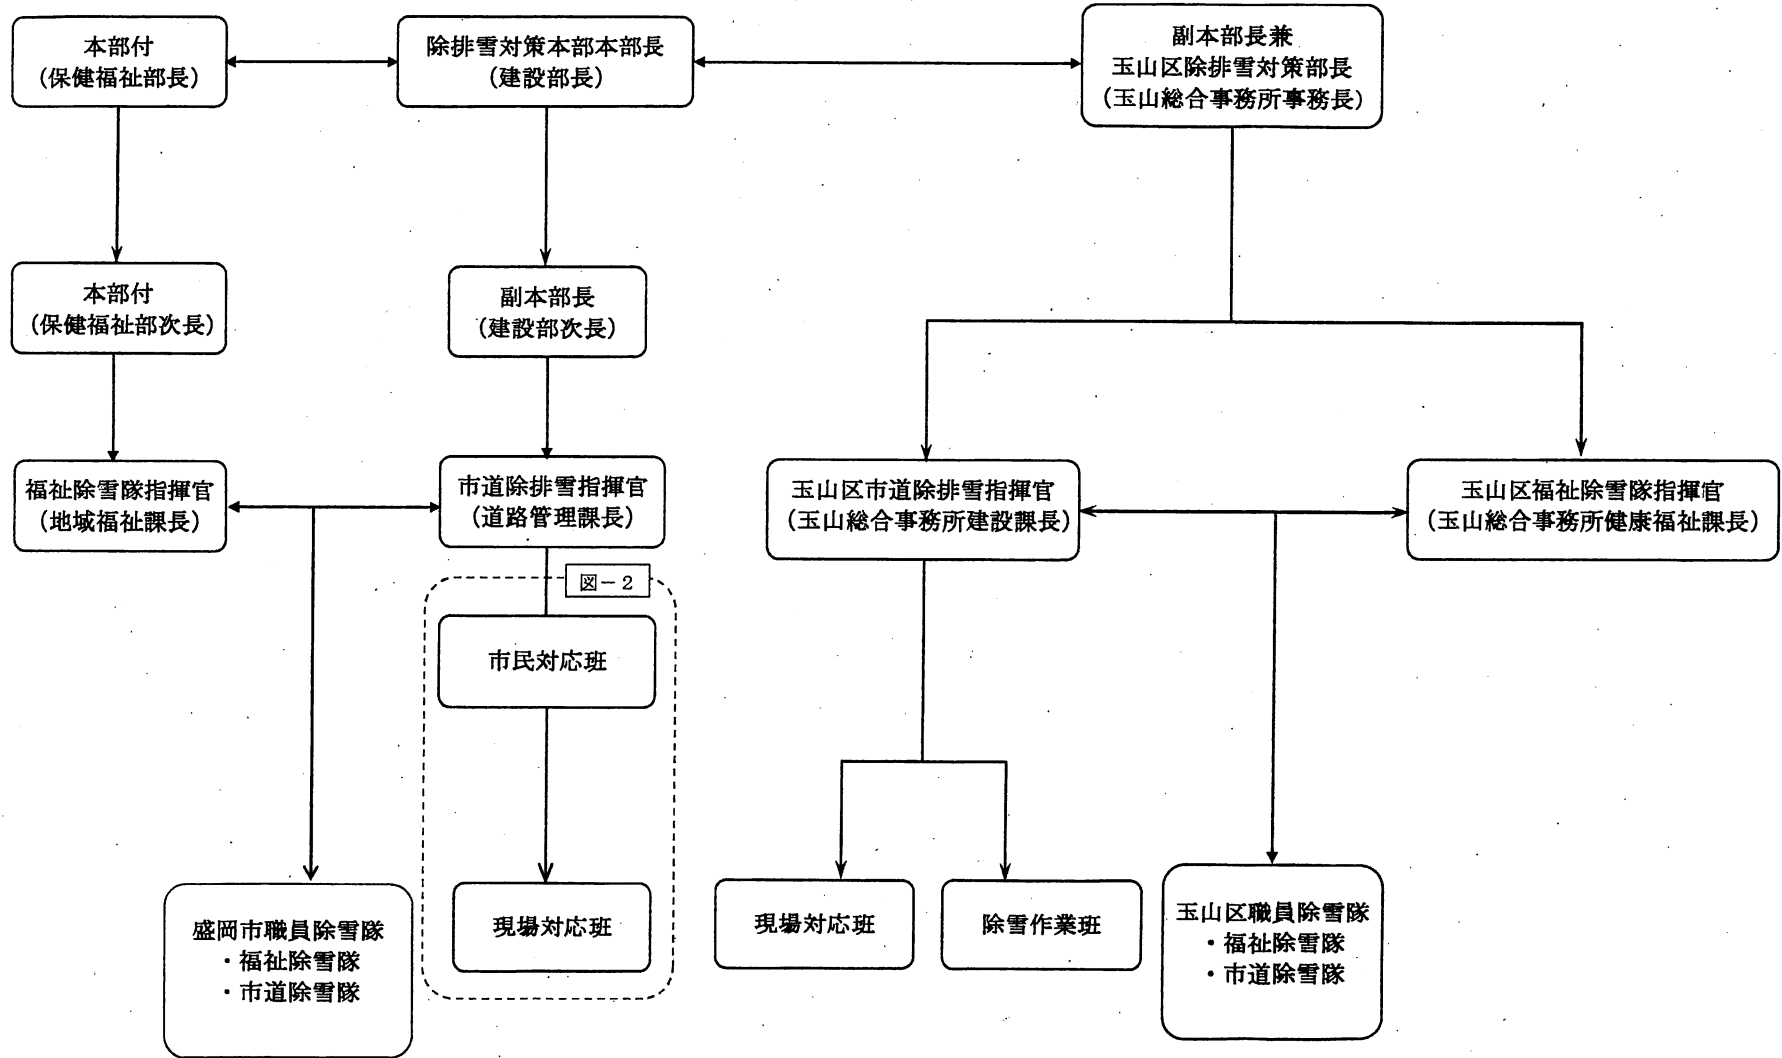 本部付
(保健福祉部長)
除排雪対策本部本部長
(建設部長)
副本部長兼
玉山区除排雪対策部長
(玉山総合事務所事務長)
本部付
(保健福祉部次長)
副本部長
(建設部次長)
福祉除雪隊指揮官
(地域福祉課長)
市道除排雪指揮官
(道路管理課長)
玉山区市道除排雪指揮官
(玉山総合事務所建設課長)
玉山区福祉除雪隊指揮官
(玉山総合事務所健康福祉課長)
図-2
市民対応班
盛岡市職員除雪隊
・福祉除雪隊
・市道除雪隊
現場対応班
現場対応班
除雪作業班
玉山区職員除雪隊
・福祉除雪隊
・市道除雪隊